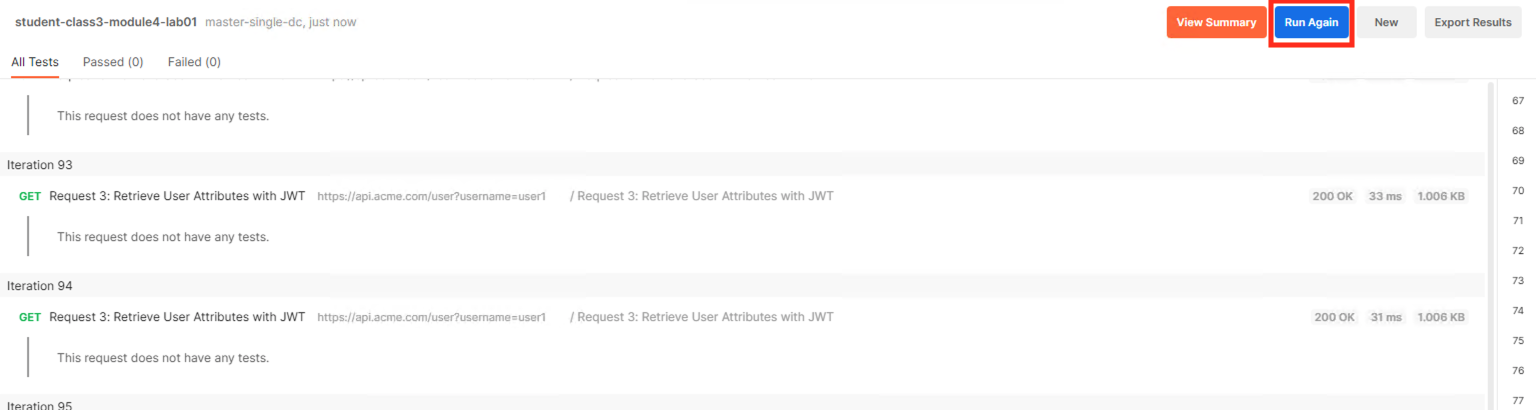 student-class3-module4-lab01 master-single-dc, just now View Summary Run Again New Export Results
All Tests Passed (0) Failed (0)
67
This request does not have any tests.
68
Iteration 93
69
GET Request 3: Retrieve User Attributes with JWT https://api.acme.com/user?username=user1 / Request 3: Retrieve User Attributes with JWT 200 OK 33 ms 1.006 KB
70
71
This request does not have any tests.
72
Iteration 94
73
GET Request 3: Retrieve User Attributes with JWT https://api.acme.com/user?username=user1 / Request 3: Retrieve User Attributes with JWT 200 OK 31 ms 1.006 KB
74
75
This request does not have any tests.
76
Iteration 95
77